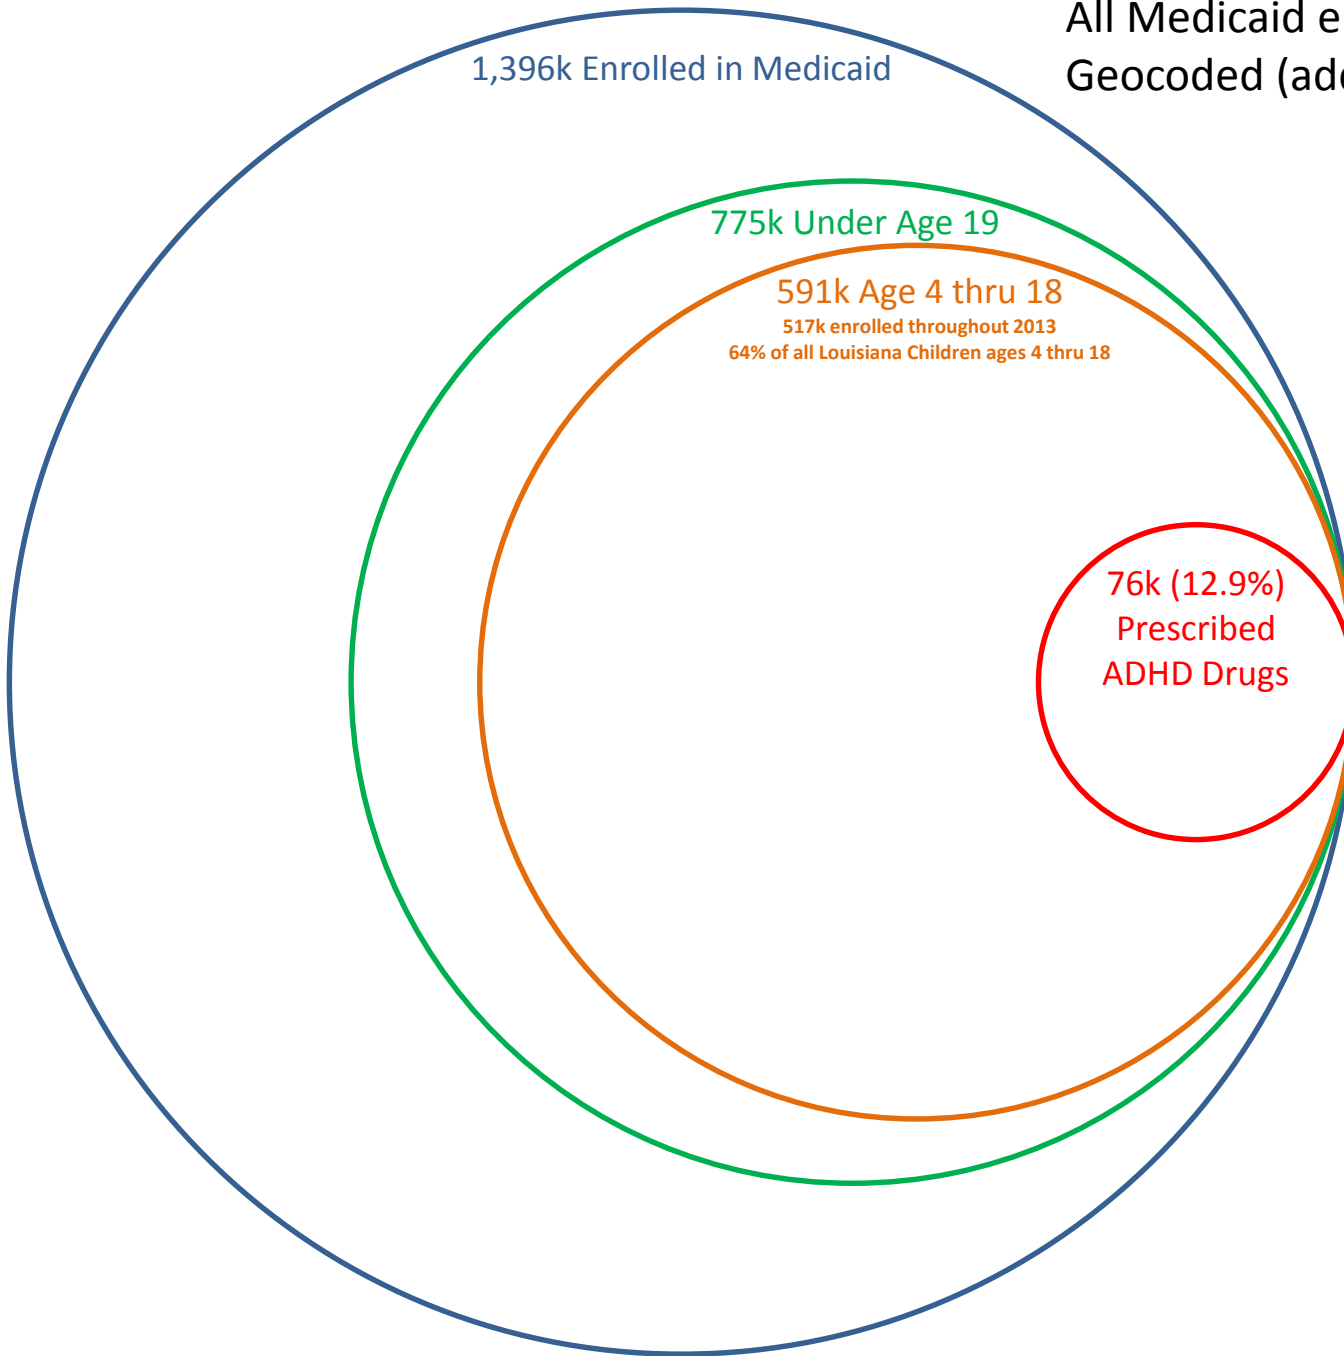 All Medicaid e
Geocoded (add
1,396k Enrolled in Medicaid
775k Under Age 19
591k Age 4 thru 18
517k enrolled throughout 2013
64% of all Louisiana Children ages 4 thru 18
76k (12.9%)
Prescribed
ADHD Drugs